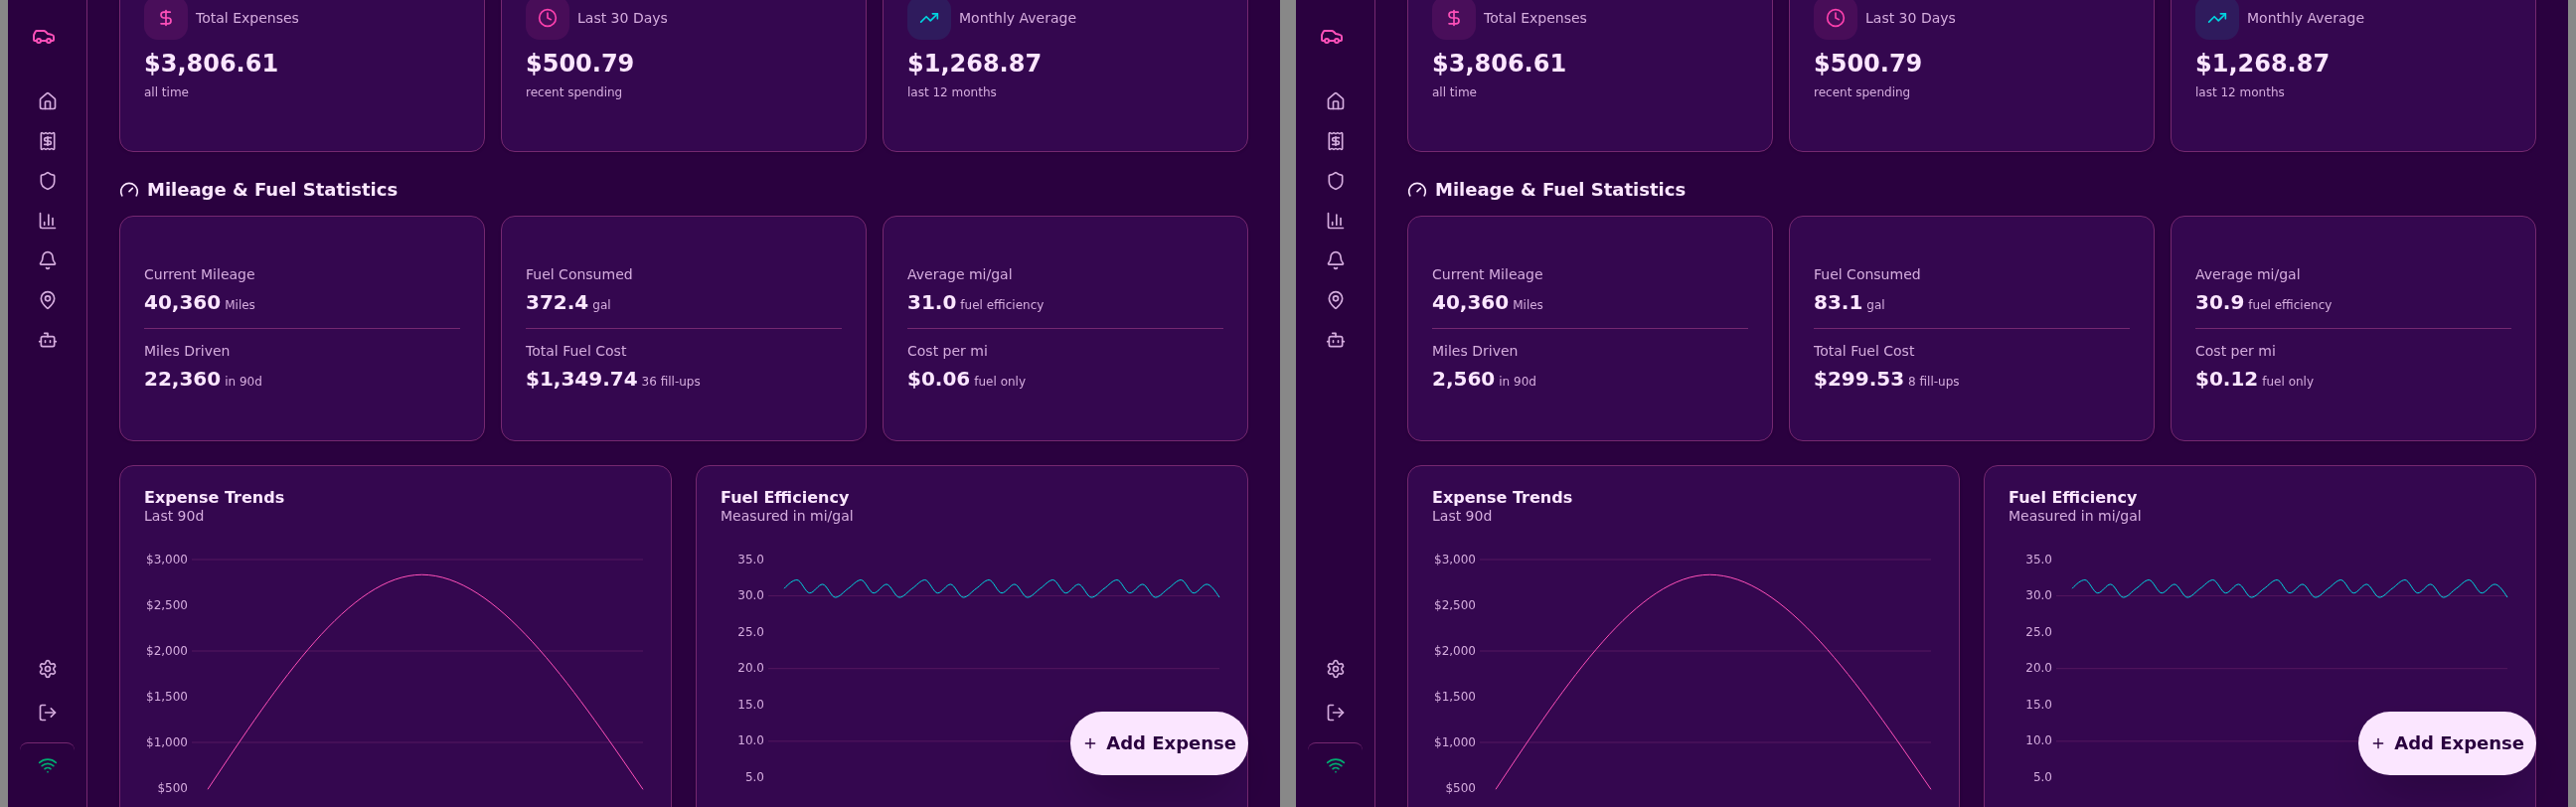 Total Expenses
$3,806.61
all time
Last 30 Days
$500.79
recent spending
Monthly Average
$1,268.87
last 12 months
Mileage & Fuel Statistics
Current Mileage
40,360 Miles
Miles Driven
22,360 in 90d
Fuel Consumed
372.4 gal
Total Fuel Cost
$1,349.74 36 fill-ups
Average mi/gal
31.0 fuel efficiency
Cost per mi
$0.06 fuel only
Expense Trends
Last 90d
$3,000
$2,500
$2,000
$1,500
$1,000
$500
Fuel Efficiency
Measured in mi/gal
35.0
30.0
25.0
20.0
15.0
10.0
5.0
+ Add Expense
Total Expenses
$3,806.61
all time
Last 30 Days
$500.79
recent spending
Monthly Average
$1,268.87
last 12 months
Mileage & Fuel Statistics
Current Mileage
40,360 Miles
Miles Driven
2,560 in 90d
Fuel Consumed
83.1 gal
Total Fuel Cost
$299.53 8 fill-ups
Average mi/gal
30.9 fuel efficiency
Cost per mi
$0.12 fuel only
Expense Trends
Last 90d
$3,000
$2,500
$2,000
$1,500
$1,000
$500
Fuel Efficiency
Measured in mi/gal
35.0
30.0
25.0
20.0
15.0
10.0
5.0
+ Add Expense